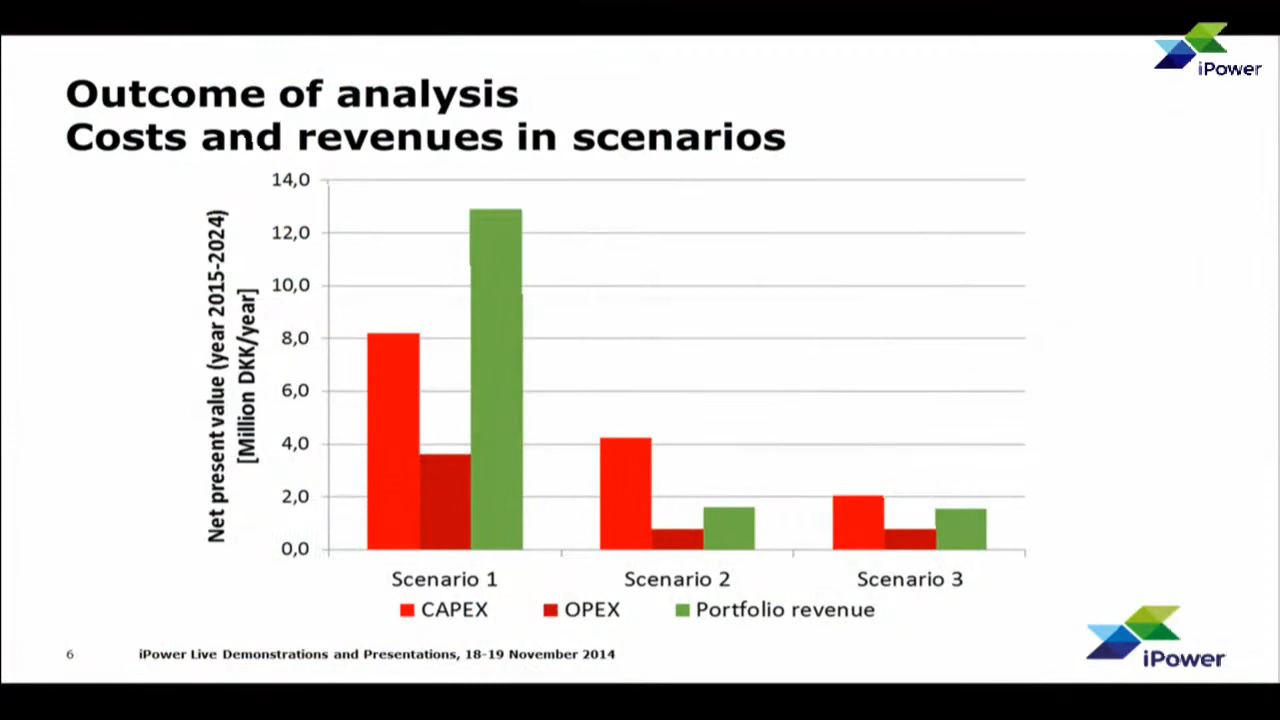 iPower
Outcome of analysis
Costs and revenues in scenarios
Net present value (year 2015-2024)
[Million DKK/year]
14,0
12,0
10,0
8,0
6,0
4,0
2,0
0,0
Scenario 1 Scenario 2 Scenario 3
CAPEX OPEX Portfolio revenue
6 iPower Live Demonstrations and Presentations, 18-19 November 2014
iPower